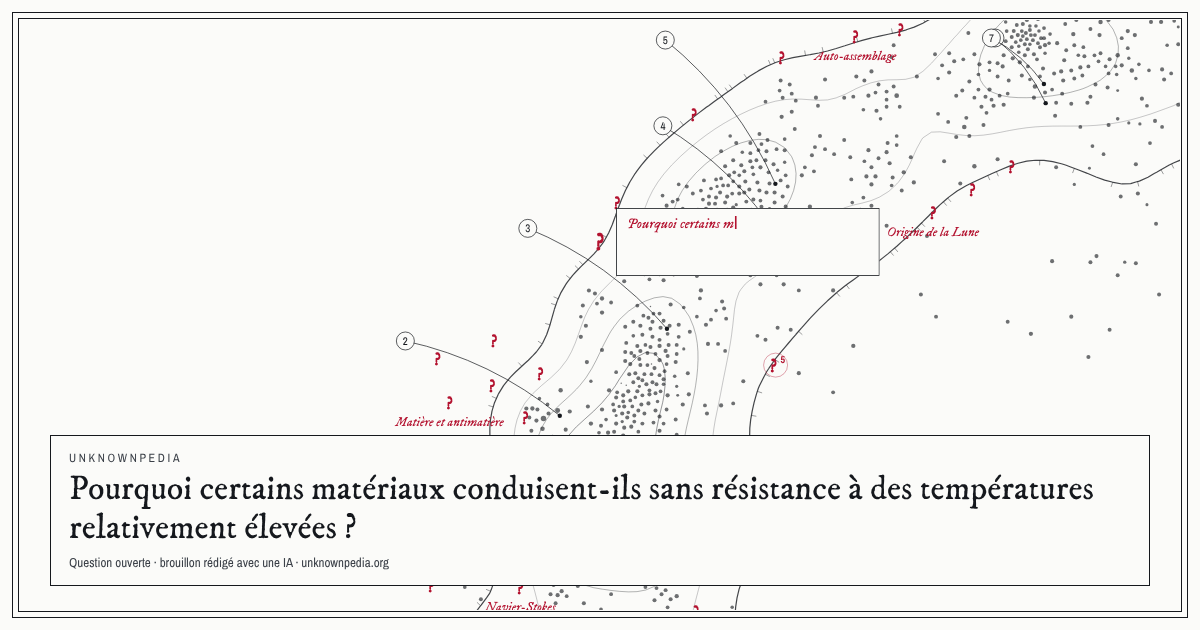 5
7
?
?
?
Auto-assemblage
?
4
?
?
Pourquoi certains m
?
?
Origine de la Lune
?
3
2
?
?
?
? 5
?
?
?
Matière et antimatière
?
UNKNOWNPEDIA
Pourquoi certains matériaux conduisent-ils sans résistance à des températures
relativement élevées ?
Question ouverte · brouillon rédigé avec une IA · unknownpedia.org
?
?
Navier-Stokes